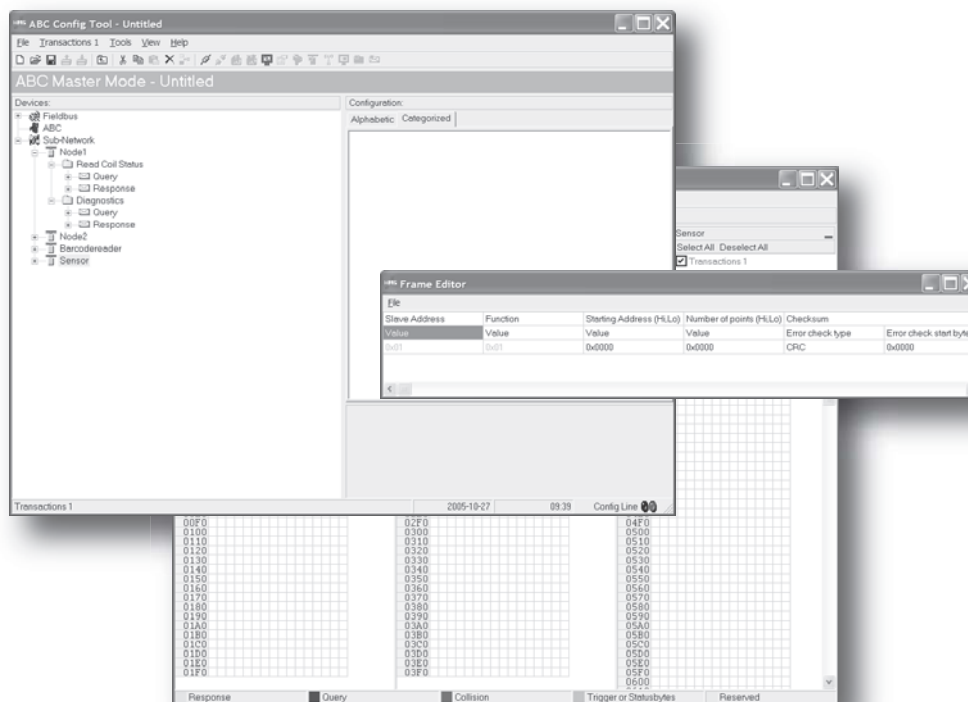 ABC Config Tool - Untitled
File Transactions 1 Tools View Help
ABC Master Mode - Untitled
Devices:
Fieldbus
ABC
Sub-Network
Node1
Read Coil Status
Query
Response
Diagnostics
Query
Response
Node2
Barcodereader
Sensor
Configuration:
Alphabetic Categorized
Transactions 1 2005-10-27 09:39 Config Line
Sensor
Select All Deselect All
Transactions 1
Frame Editor
File
Slave Address Function Starting Address (Hi,Lo) Number of points (Hi,Lo) Checksum
Value Value Value Value Error check type Error check start byte
0x01 0x01 0x0000 0x0000 CRC 0x0000
00F0 02F0 04F0
0100 0300 0500
0110 0310 0510
0120 0320 0520
0130 0330 0530
0140 0340 0540
0150 0350 0550
0160 0360 0560
0170 0370 0570
0180 0380 0580
0190 0390 0590
01A0 03A0 05A0
01B0 03B0 05B0
01C0 03C0 05C0
01D0 03D0 05D0
01E0 03E0 05E0
01F0 03F0 05F0
0600
Response Query Collision Trigger or Statusbytes Reserved